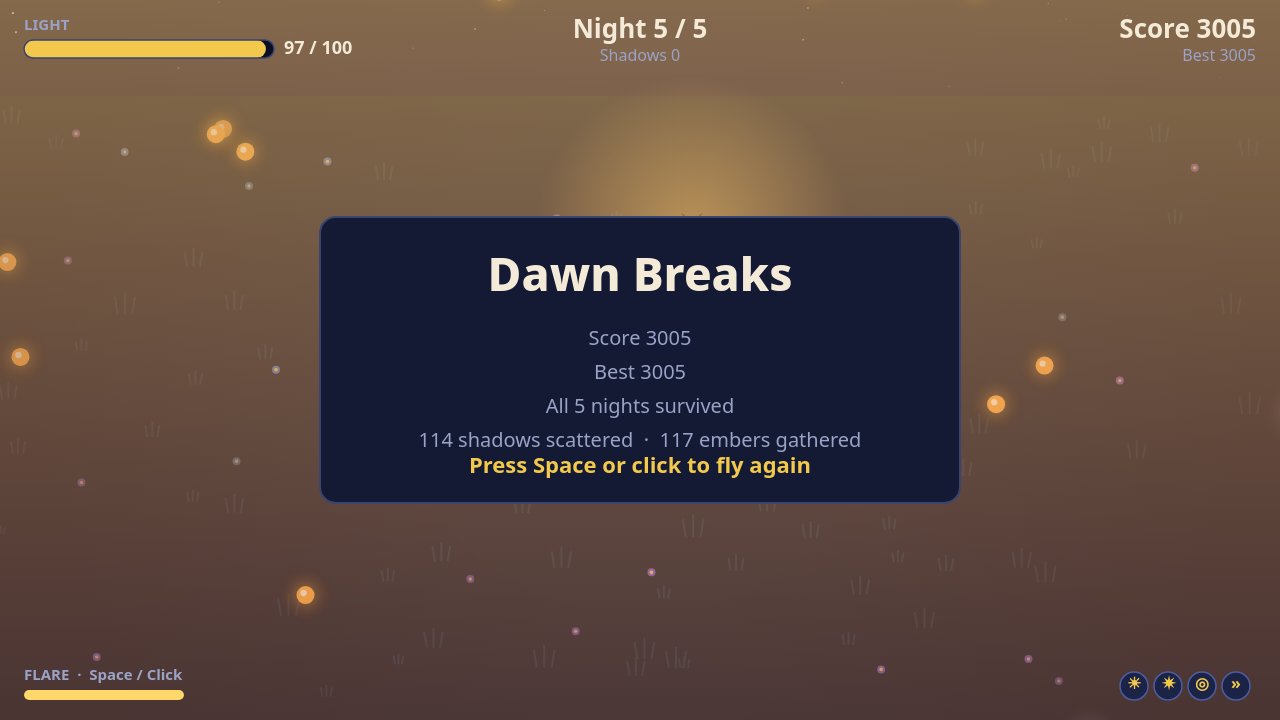 LIGHT
97 / 100
Night 5 / 5
Shadows 0
Score 3005
Best 3005
Dawn Breaks
Score 3005
Best 3005
All 5 nights survived
114 shadows scattered · 117 embers gathered
Press Space or click to fly again
FLARE · Space / Click